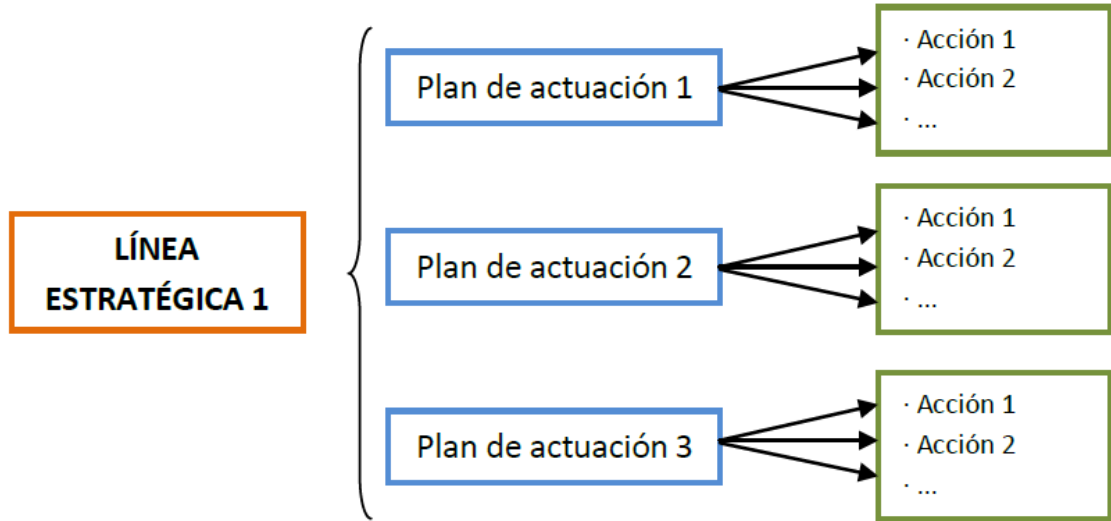 LÍNEA
ESTRATÉGICA 1
Plan de actuación 1
· Acción 1
· Acción 2
· ...
Plan de actuación 2
· Acción 1
· Acción 2
· ...
Plan de actuación 3
· Acción 1
· Acción 2
· ...